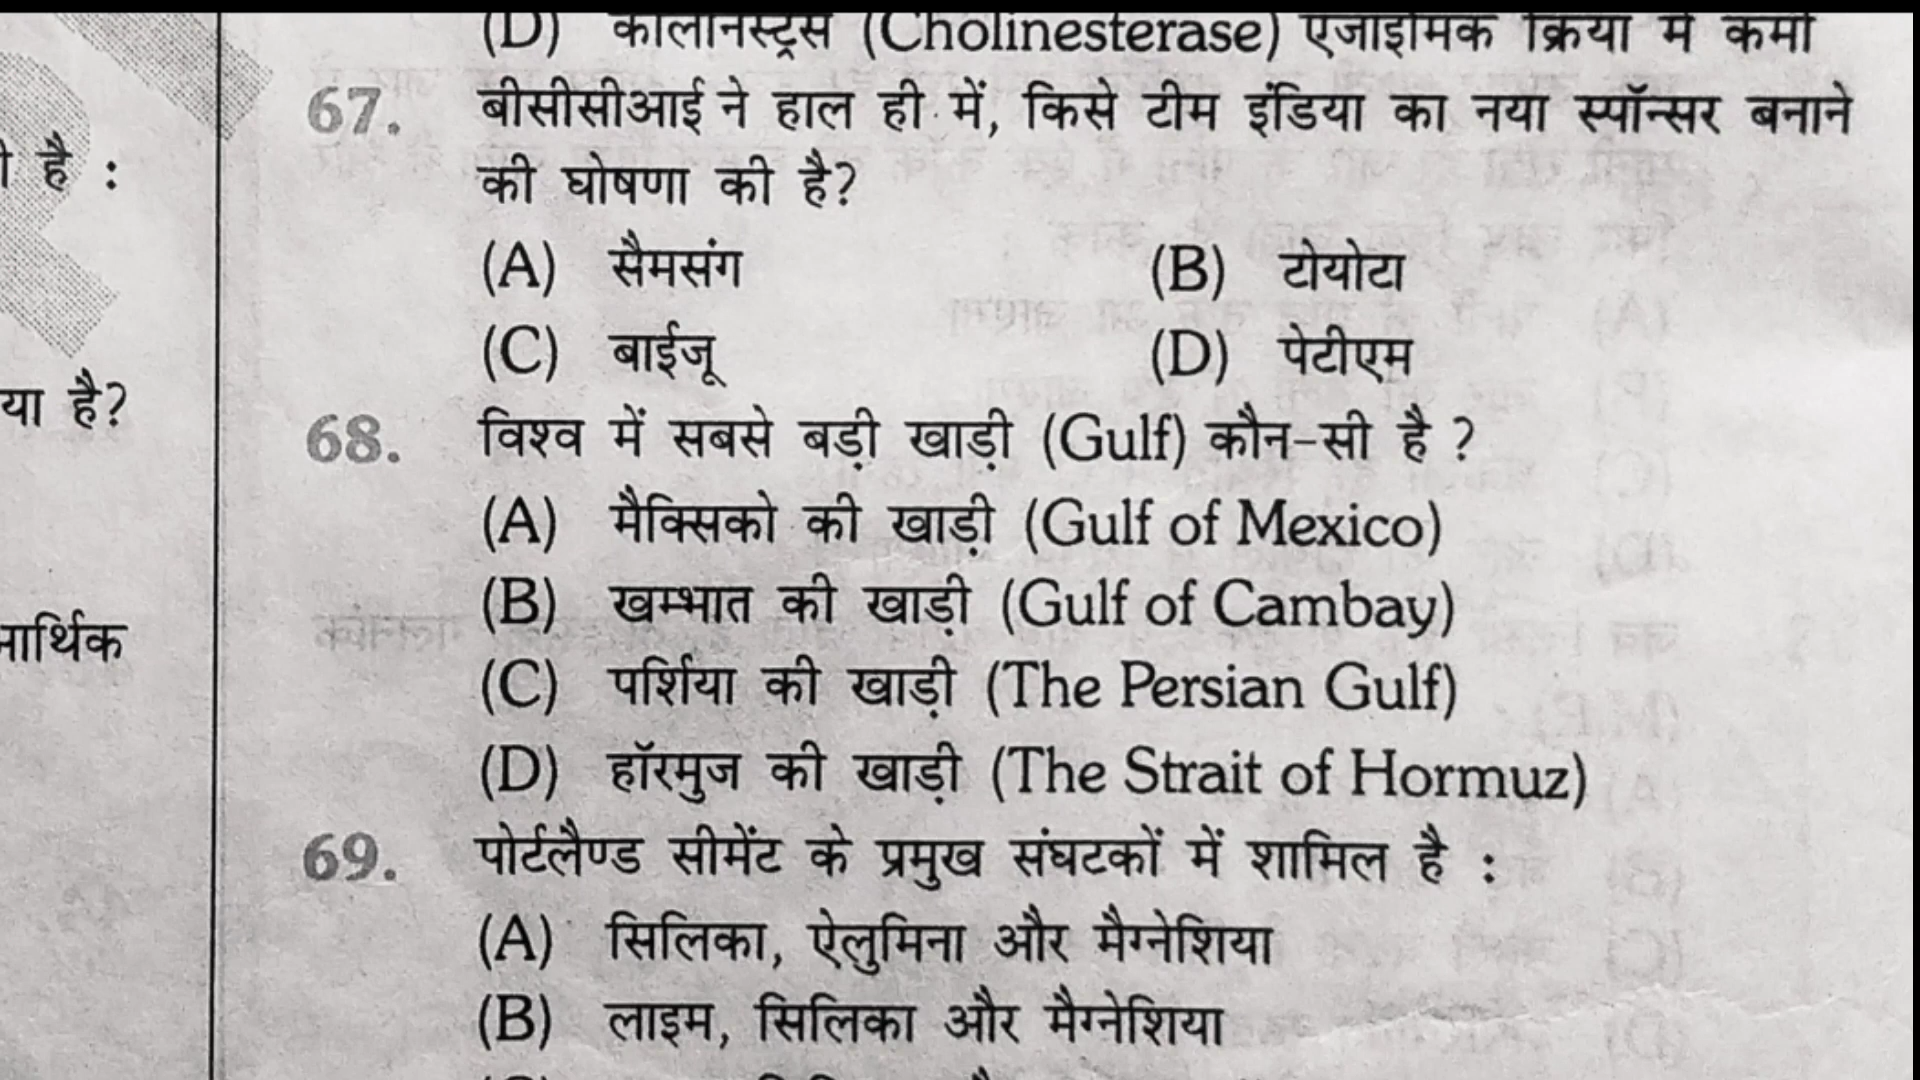 (D) कोलीनेस्ट्रेस (Cholinesterase) एंजाइमिक क्रिया में कमी
67. बीसीसीआई ने हाल ही में, किसे टीम इंडिया का नया स्पॉन्सर बनाने
की घोषणा की है?
(A) सैमसंग (B) टोयोटा
(C) बाईजू (D) पेटीएम
68. विश्व में सबसे बड़ी खाड़ी (Gulf) कौन-सी है ?
(A) मैक्सिको की खाड़ी (Gulf of Mexico)
(B) खम्भात की खाड़ी (Gulf of Cambay)
(C) पर्शिया की खाड़ी (The Persian Gulf)
(D) हॉरमुज की खाड़ी (The Strait of Hormuz)
69. पोर्टलैण्ड सीमेंट के प्रमुख संघटकों में शामिल है :
(A) सिलिका, ऐलुमिना और मैग्नेशिया
(B) लाइम, सिलिका और मैग्नेशिया
है :
है?